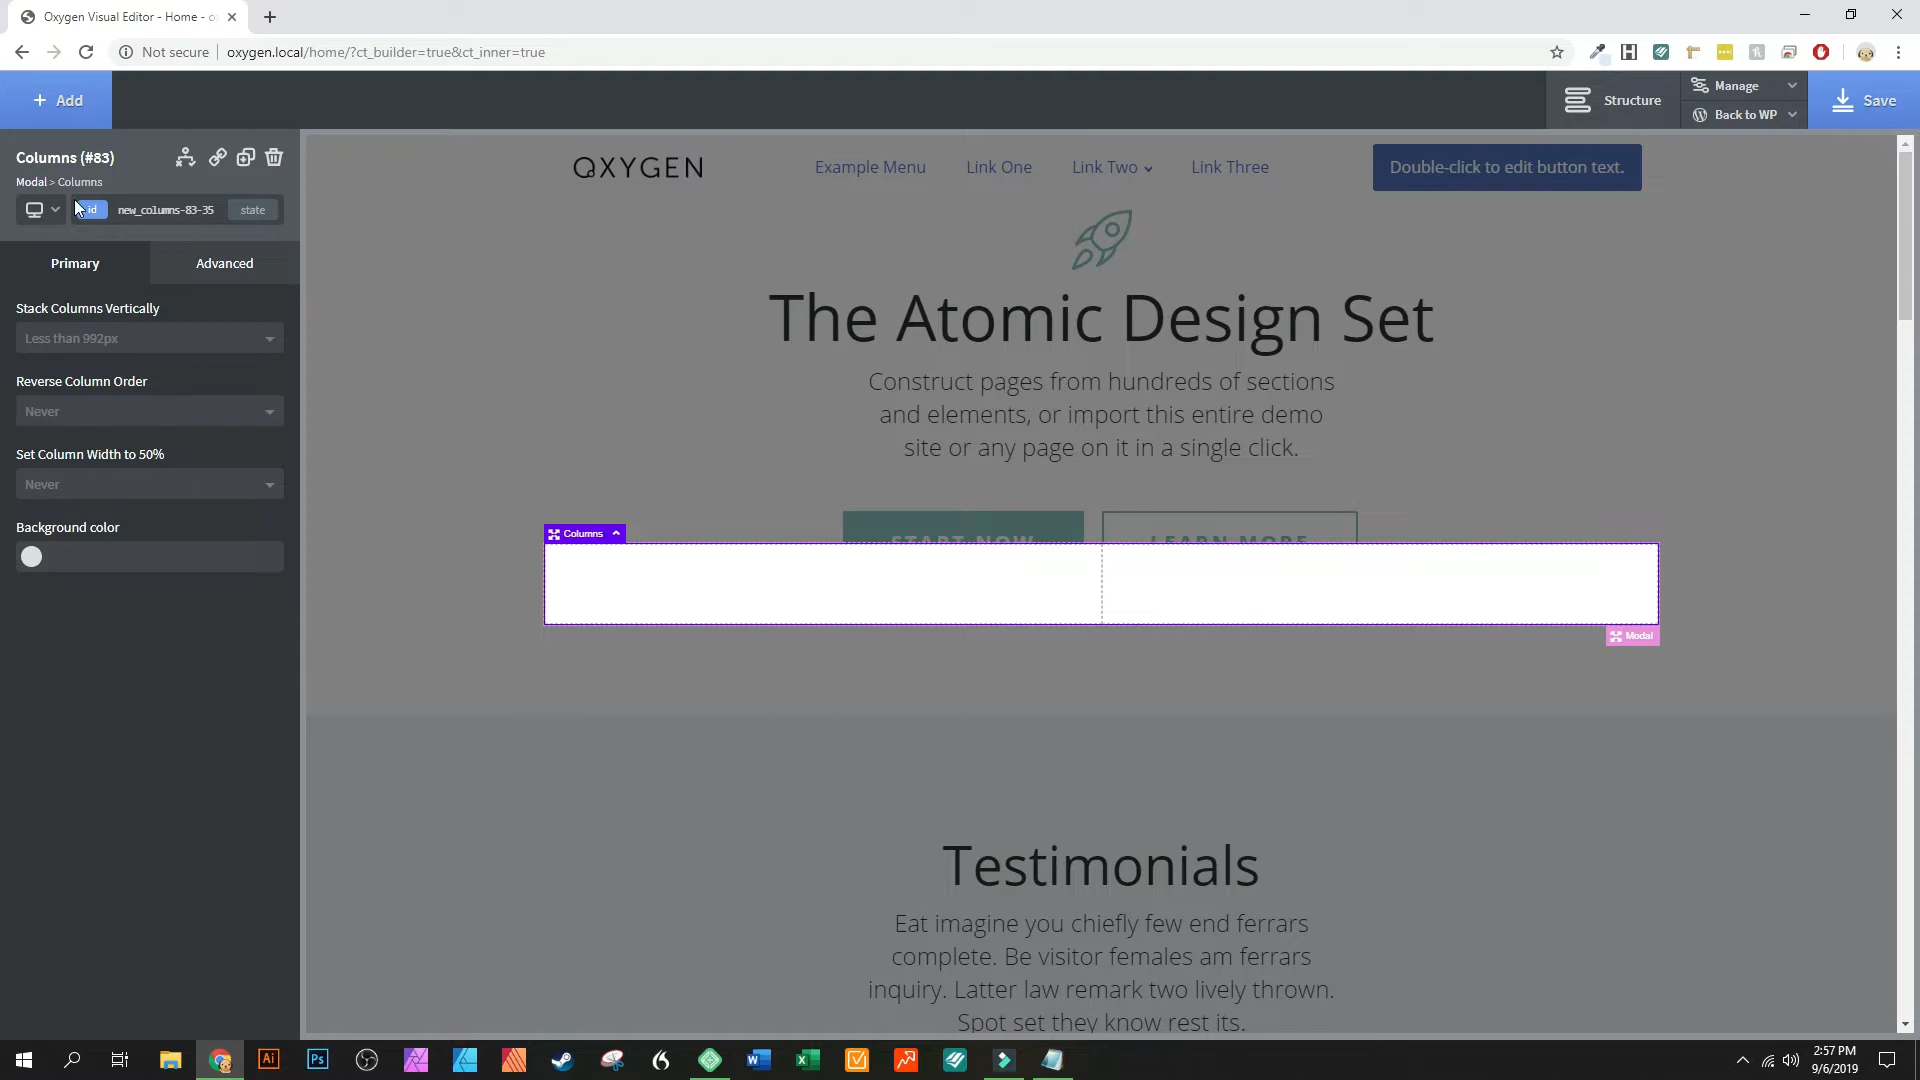 Oxygen Visual Editor - Home - o
Not secure
oxygen.local/home/?ct_builder=true&ct_inner=true
+ Add
Structure
Manage
Back to WP
Save
Columns (#83)
Modal > Columns
id
new_columns-83-35
state
Primary
Advanced
Stack Columns Vertically
Less than 992px
Reverse Column Order
Never
Set Column Width to 50%
Never
Background color
OXYGEN
Example Menu
Link One
Link Two
Link Three
Double-click to edit button text.
The Atomic Design Set
Construct pages from hundreds of sections
and elements, or import this entire demo
site or any page on it in a single click.
START NOW
LEARN MORE
Columns
Modal
Testimonials
Eat imagine you chiefly few end ferrars
complete. Be visitor females am ferrars
inquiry. Latter law remark two lively thrown.
Spot set they know rest its.
Ai
Ps
2:57 PM
9/6/2019